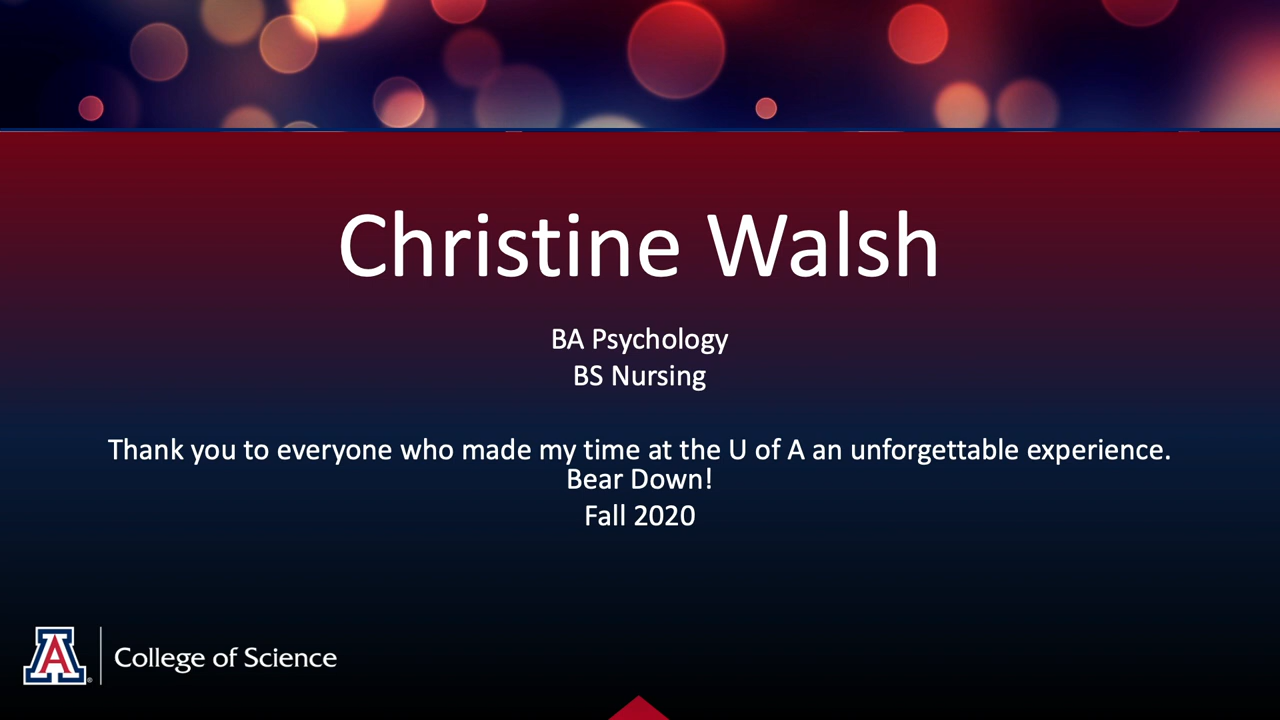 Christine Walsh
BA Psychology
BS Nursing
Thank you to everyone who made my time at the U of A an unforgettable experience.
Bear Down!
Fall 2020
A
College of Science